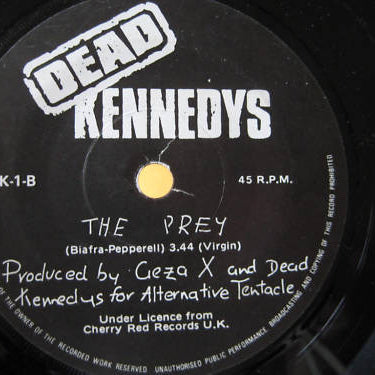 DEAD
KENNEDYS
K-1-B
45 R.P.M.
THE PREY
(Biafra-Pepperell) 3.44 (Virgin)
Produced by Geza X and Dead
Kennedys for Alternative Tentacle
Under Licence from
Cherry Red Records U.K.
OF THE OWNER OF THE RECORDED WORK RESERVED UNAUTHORISED PUBLIC PERFORMANCE BROADCASTING AND COPYING OF THIS RECORD PROHIBITED